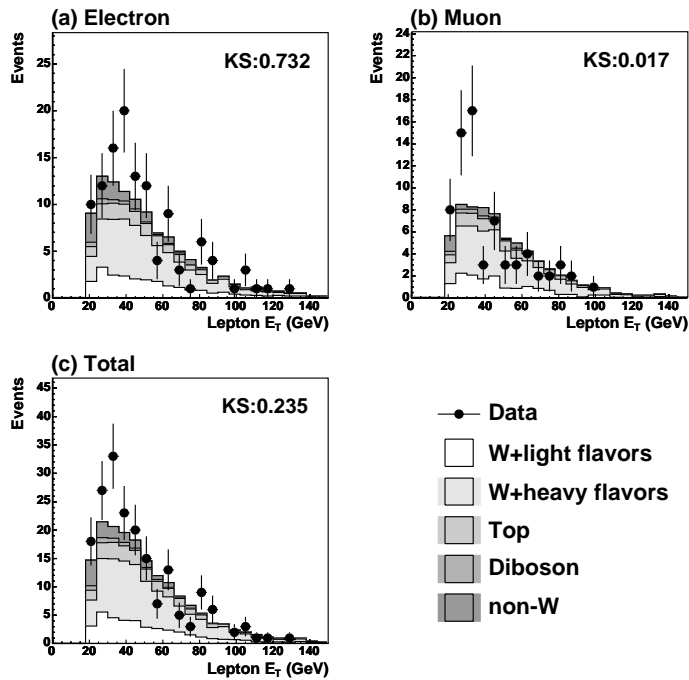 (a) Electron
Events
KS:0.732
25
20
15
10
5
0
0 20 40 60 80 100 120 140
Lepton E_T (GeV)
(b) Muon
Events
KS:0.017
24
22
20
18
16
14
12
10
8
6
4
2
0
0 20 40 60 80 100 120 140
Lepton E_T (GeV)
(c) Total
Events
KS:0.235
45
40
35
30
25
20
15
10
5
0
0 20 40 60 80 100 120 140
Lepton E_T (GeV)
Data
W+light flavors
W+heavy flavors
Top
Diboson
non-W